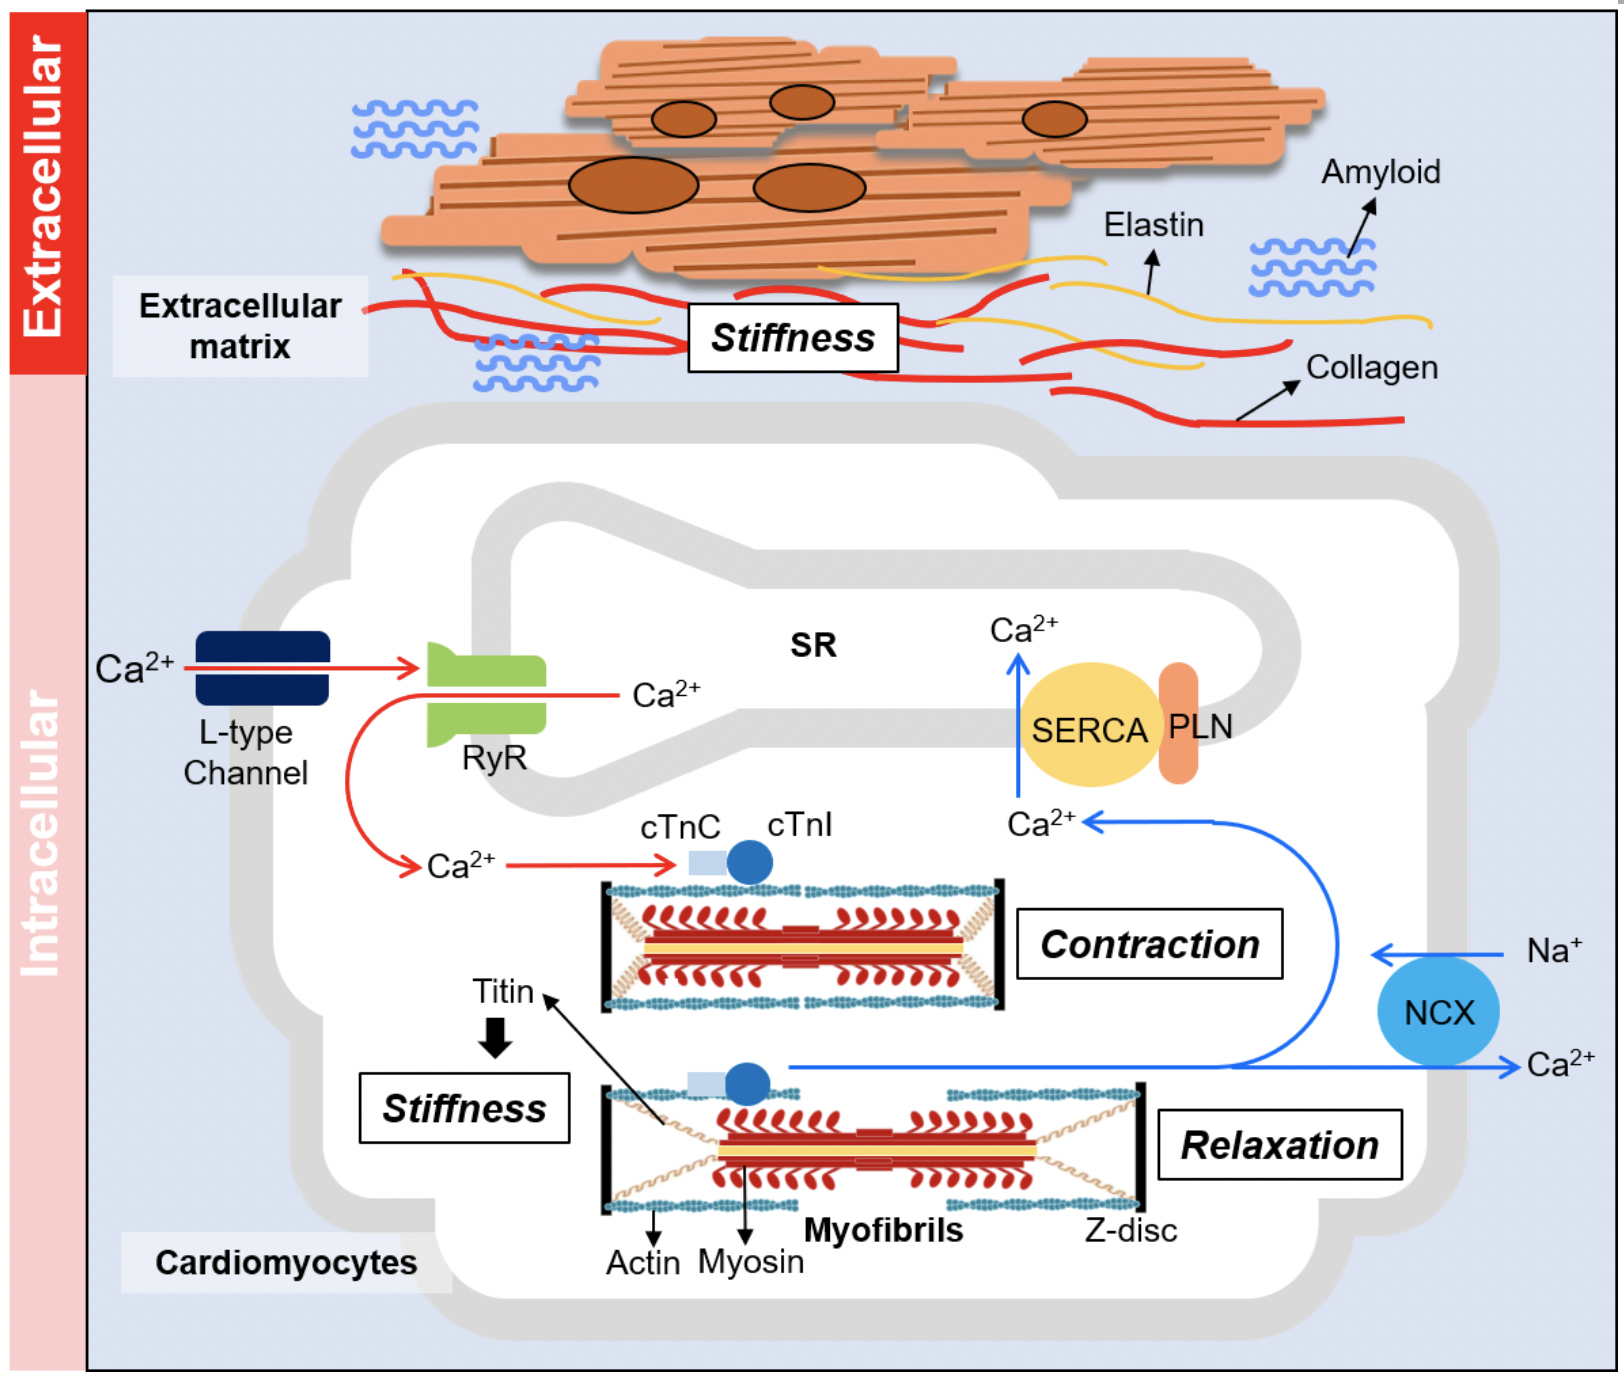 Extracellular
Amyloid
Elastin
Extracellular
matrix
Stiffness
Collagen
Intracellular
Ca²⁺
SR
Ca²⁺
Ca²⁺
L-type
Channel
RyR
SERCA
PLN
cTnC
cTnI
Ca²⁺
Ca²⁺
Contraction
Na⁺
NCX
Ca²⁺
Titin
Stiffness
Relaxation
Myofibrils
Z-disc
Actin
Myosin
Cardiomyocytes